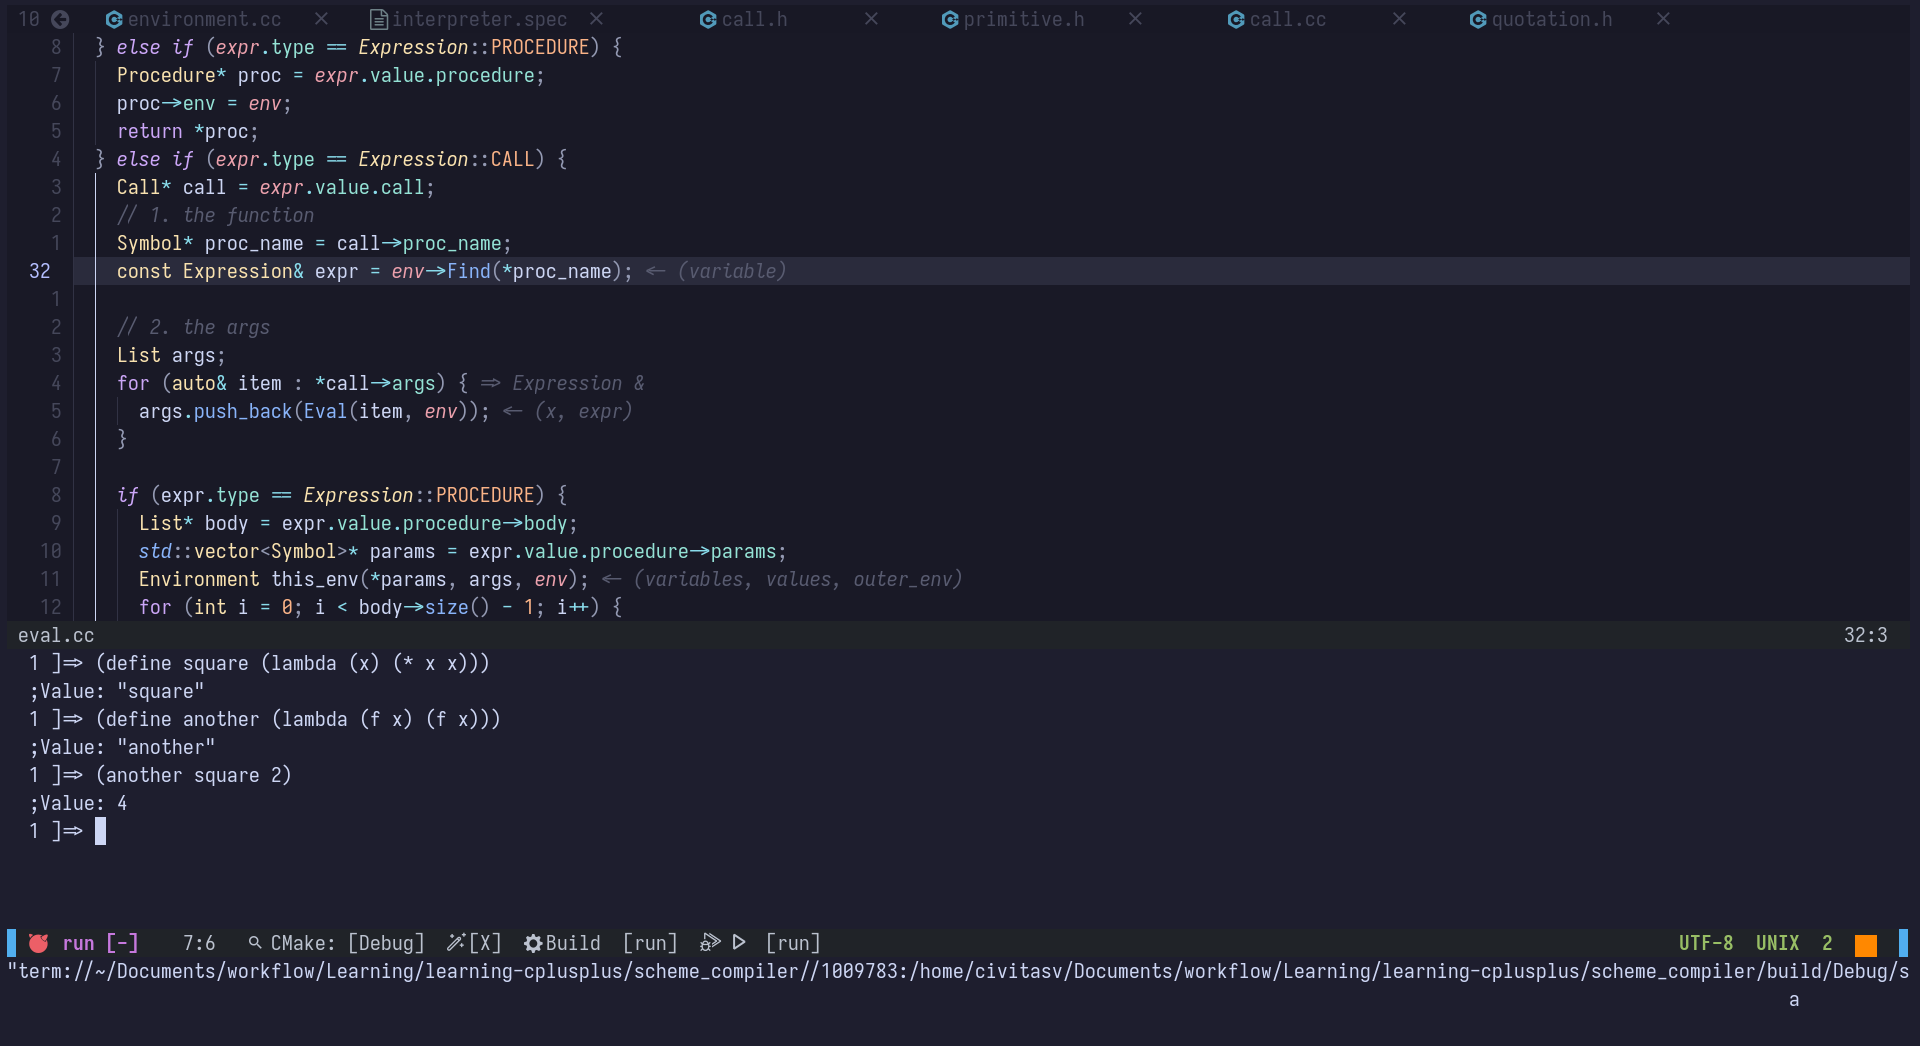 10 environment.cc × interpreter.spec × call.h × primitive.h × call.cc × quotation.h ×
8 } else if (expr.type == Expression::PROCEDURE) {
7 Procedure* proc = expr.value.procedure;
6 proc->env = env;
5 return *proc;
4 } else if (expr.type == Expression::CALL) {
3 Call* call = expr.value.call;
2 // 1. the function
1 Symbol* proc_name = call->proc_name;
32 const Expression& expr = env->Find(*proc_name); <- (variable)
1
2 // 2. the args
3 List args;
4 for (auto& item : *call->args) { => Expression &
5 args.push_back(Eval(item, env)); <- (x, expr)
6 }
7
8 if (expr.type == Expression::PROCEDURE) {
9 List* body = expr.value.procedure->body;
10 std::vector<Symbol>* params = expr.value.procedure->params;
11 Environment this_env(*params, args, env); <- (variables, values, outer_env)
12 for (int i = 0; i < body->size() - 1; i++) {
eval.cc 32:3
1 ]=> (define square (lambda (x) (* x x)))
;Value: "square"
1 ]=> (define another (lambda (f x) (f x)))
;Value: "another"
1 ]=> (another square 2)
;Value: 4
1 ]=>
run [-] 7:6 CMake: [Debug] [X] Build [run] [run] UTF-8 UNIX 2
"term://~/Documents/workflow/Learning/learning-cplusplus/scheme_compiler//1009783:/home/civitasv/Documents/workflow/Learning/learning-cplusplus/scheme_compiler/build/Debug/s
a